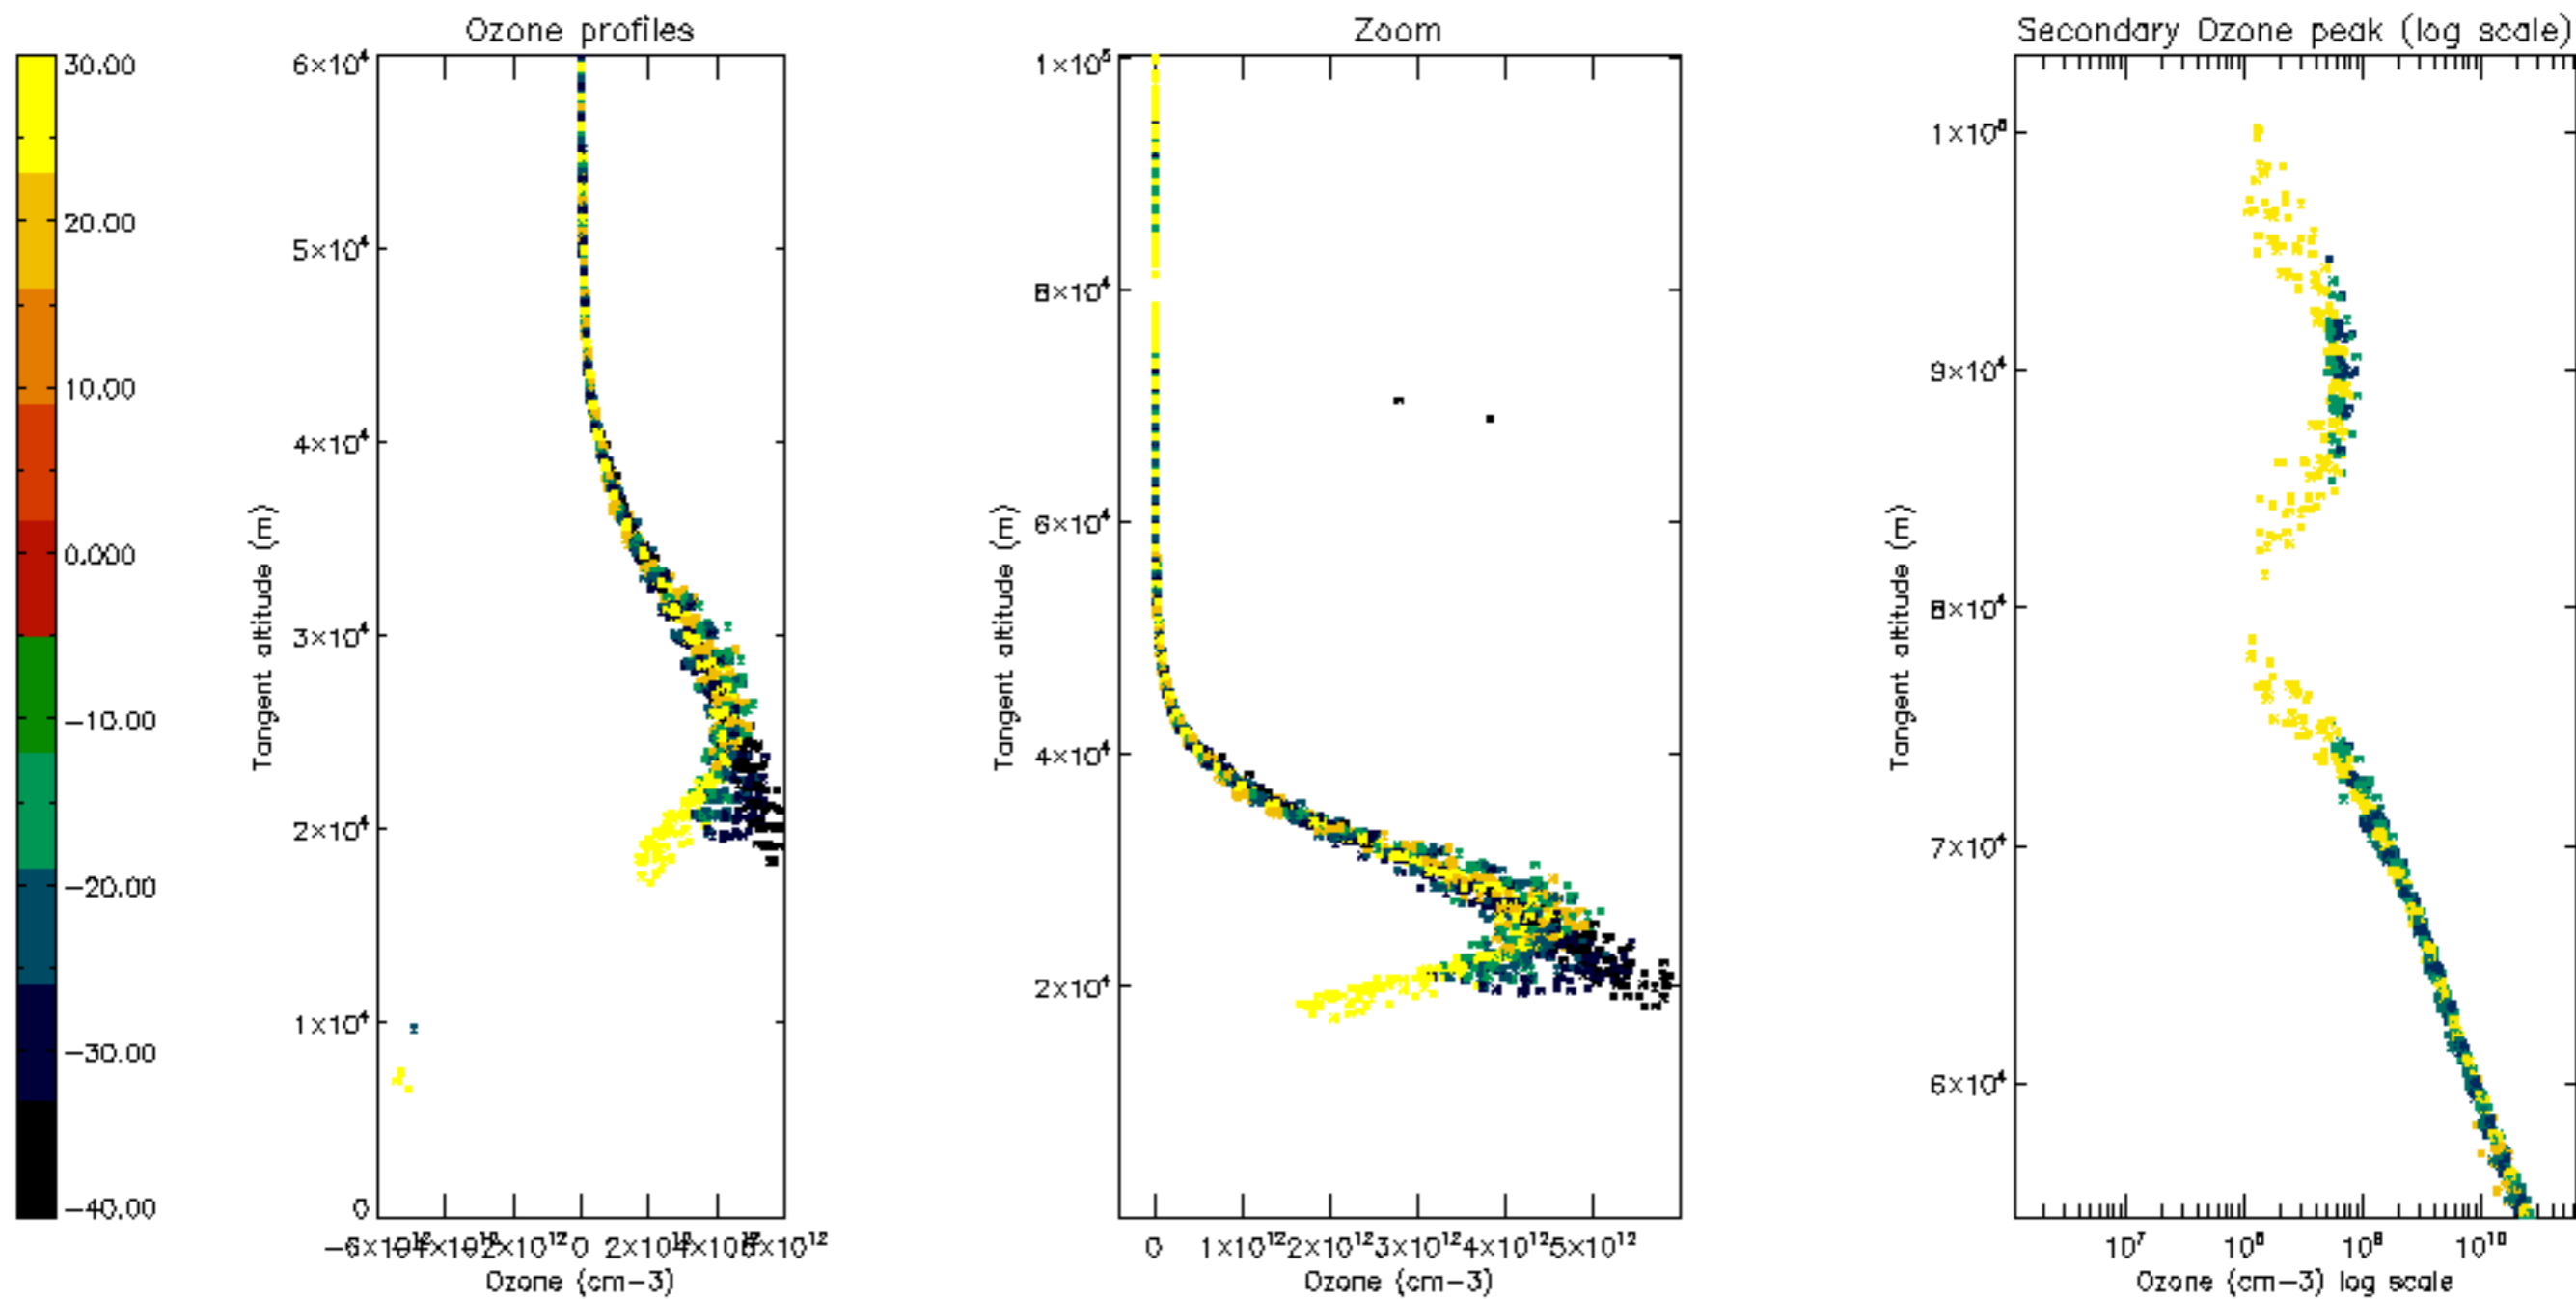 Ozone profiles
Zoom
Secondary Ozone peak (log scale)
30.00
20.00
10.00
0.000
-10.00
-20.00
-30.00
-40.00
6×10⁴
5×10⁴
4×10⁴
3×10⁴
2×10⁴
1×10⁴
0
Tangent altitude (m)
0 2×10¹²
Ozone (cm-3)
1×10⁵
8×10⁴
6×10⁴
4×10⁴
2×10⁴
Tangent altitude (m)
0 1×10¹² 2×10¹² 3×10¹² 4×10¹² 5×10¹²
Ozone (cm-3)
9×10⁴
8×10⁴
7×10⁴
6×10⁴
Tangent altitude (m)
10⁷ 10⁸ 10⁹ 10¹⁰
Ozone (cm-3) log scale